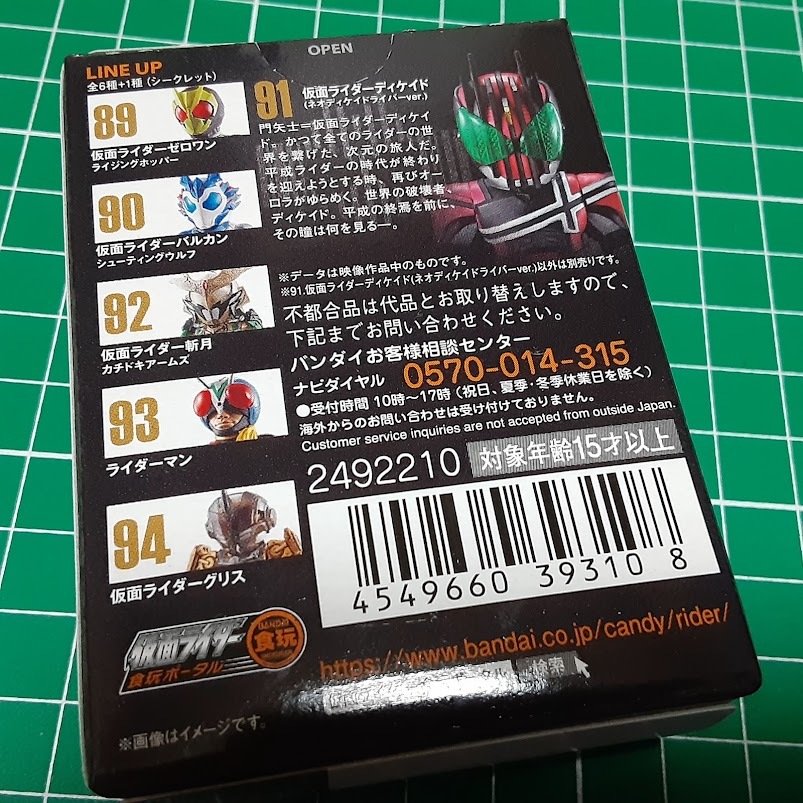 OPEN
LINE UP
全6種+1種(シークレット)
89
仮面ライダーゼロワン
ライジングホッパー
90
仮面ライダーバルカン
シューティングウルフ
92
仮面ライダー斬月
カチドキアームズ
93
ライダーマン
94
仮面ライダーグリス
91
仮面ライダーディケイド
(ネオディケイドライバーver.)
門矢士=仮面ライダーディケイ
ド。かつて全てのライダーの世
界を繋げた、次元の旅人だ。
平成ライダーの時代が終わり
を迎えようとする時、再びオー
ロラがゆらめく。世界の破壊者、
ディケイド。平成の終焉を前に、
その瞳は何を見る―。
※データは映像作品中のものです。
※91.仮面ライダーディケイド(ネオディケイドライバーver.)以外は別売りです。
不都合品は代品とお取り替えしますので、
下記までお問い合わせください。
バンダイお客様相談センター
ナビダイヤル 0570-014-315
●受付時間 10時～17時(祝日、夏季・冬季休業日を除く)
海外からのお問い合わせは受け付けておりません。
Customer service inquiries are not accepted from outside Japan.
2492210 対象年齢15才以上
4549660 393108
仮面ライダー
食玩ポータル
BANDAI
食玩
https://www.bandai.co.jp/candy/rider/
検索
※画像はイメージです。